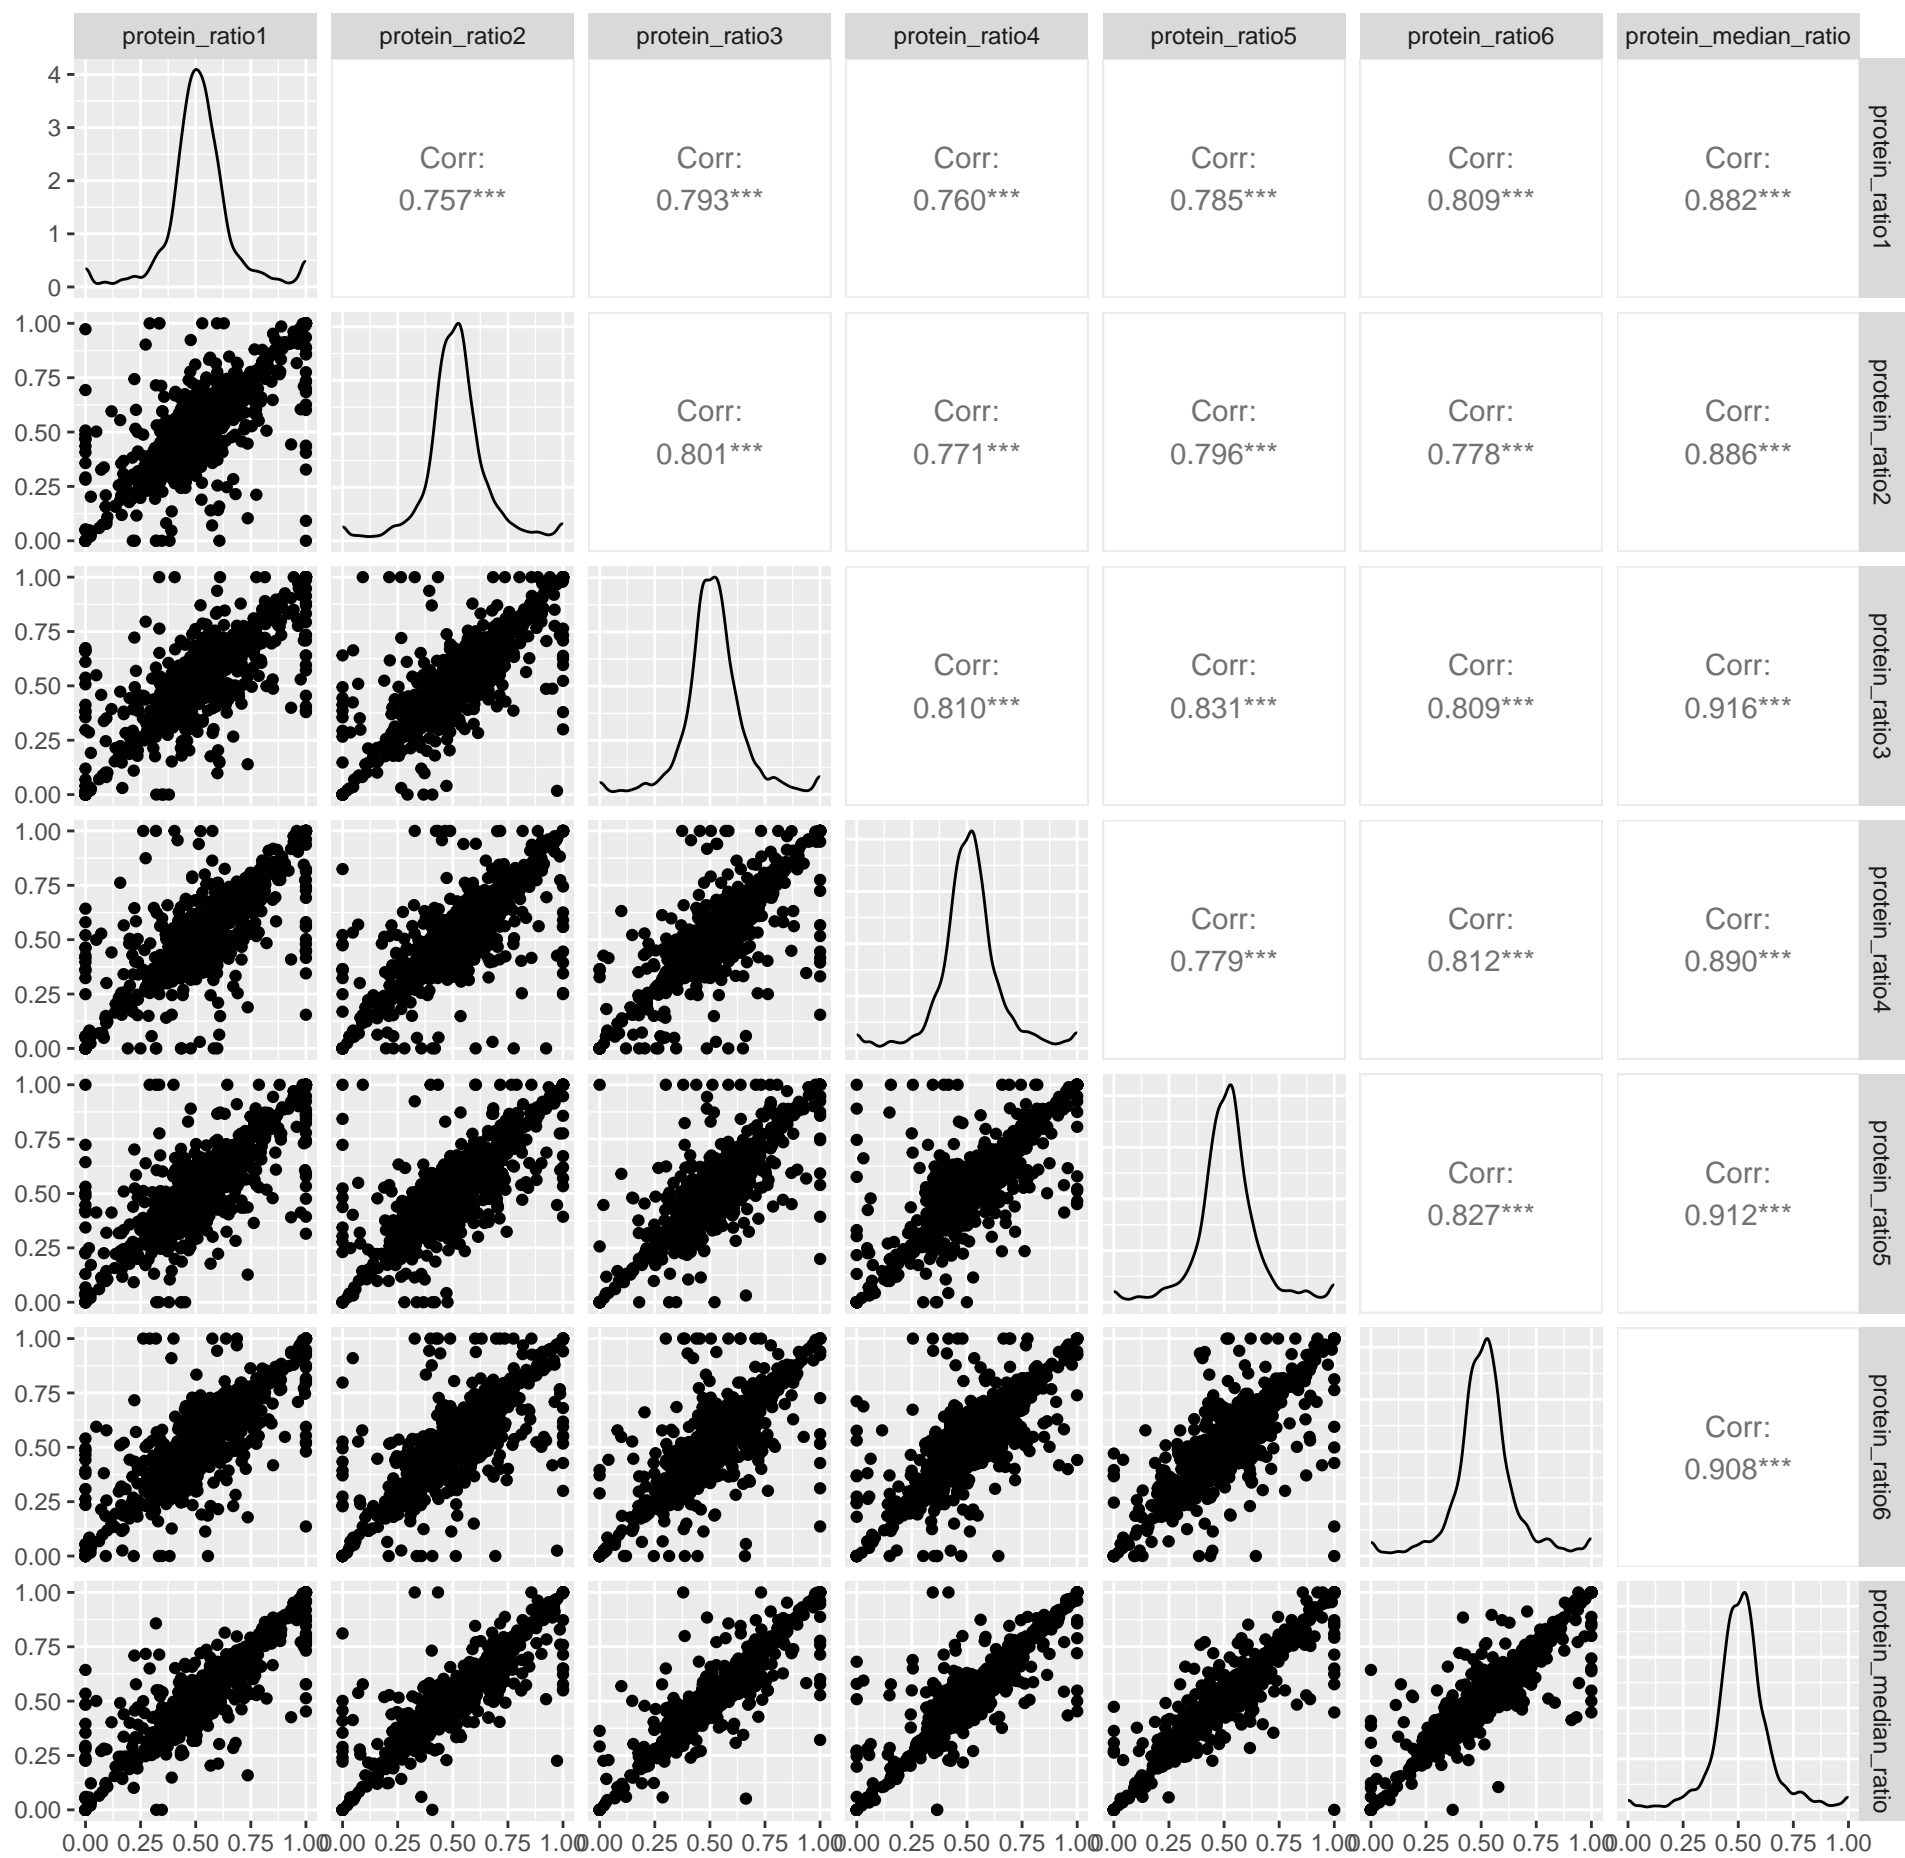 protein_ratio1 protein_ratio2 protein_ratio3 protein_ratio4 protein_ratio5 protein_ratio6 protein_median_ratio
4
3
2
1
0
Corr: Corr: Corr: Corr: Corr: Corr:
0.757*** 0.793*** 0.760*** 0.785*** 0.809*** 0.882***
protein_ratio1
1.00
0.75
0.50
0.25
0.00
Corr: Corr: Corr: Corr: Corr:
0.801*** 0.771*** 0.796*** 0.778*** 0.886***
protein_ratio2
1.00
0.75
0.50
0.25
0.00
Corr: Corr: Corr: Corr:
0.810*** 0.831*** 0.809*** 0.916***
protein_ratio3
1.00
0.75
0.50
0.25
0.00
Corr: Corr: Corr:
0.779*** 0.812*** 0.890***
protein_ratio4
1.00
0.75
0.50
0.25
0.00
Corr: Corr:
0.827*** 0.912***
protein_ratio5
1.00
0.75
0.50
0.25
0.00
Corr:
0.908***
protein_ratio6
1.00
0.75
0.50
0.25
0.00
protein_median_ratio
0.00 0.25 0.50 0.75 1.00 0.00 0.25 0.50 0.75 1.00 0.00 0.25 0.50 0.75 1.00 0.00 0.25 0.50 0.75 1.00 0.00 0.25 0.50 0.75 1.00 0.00 0.25 0.50 0.75 1.00 0.00 0.25 0.50 0.75 1.00